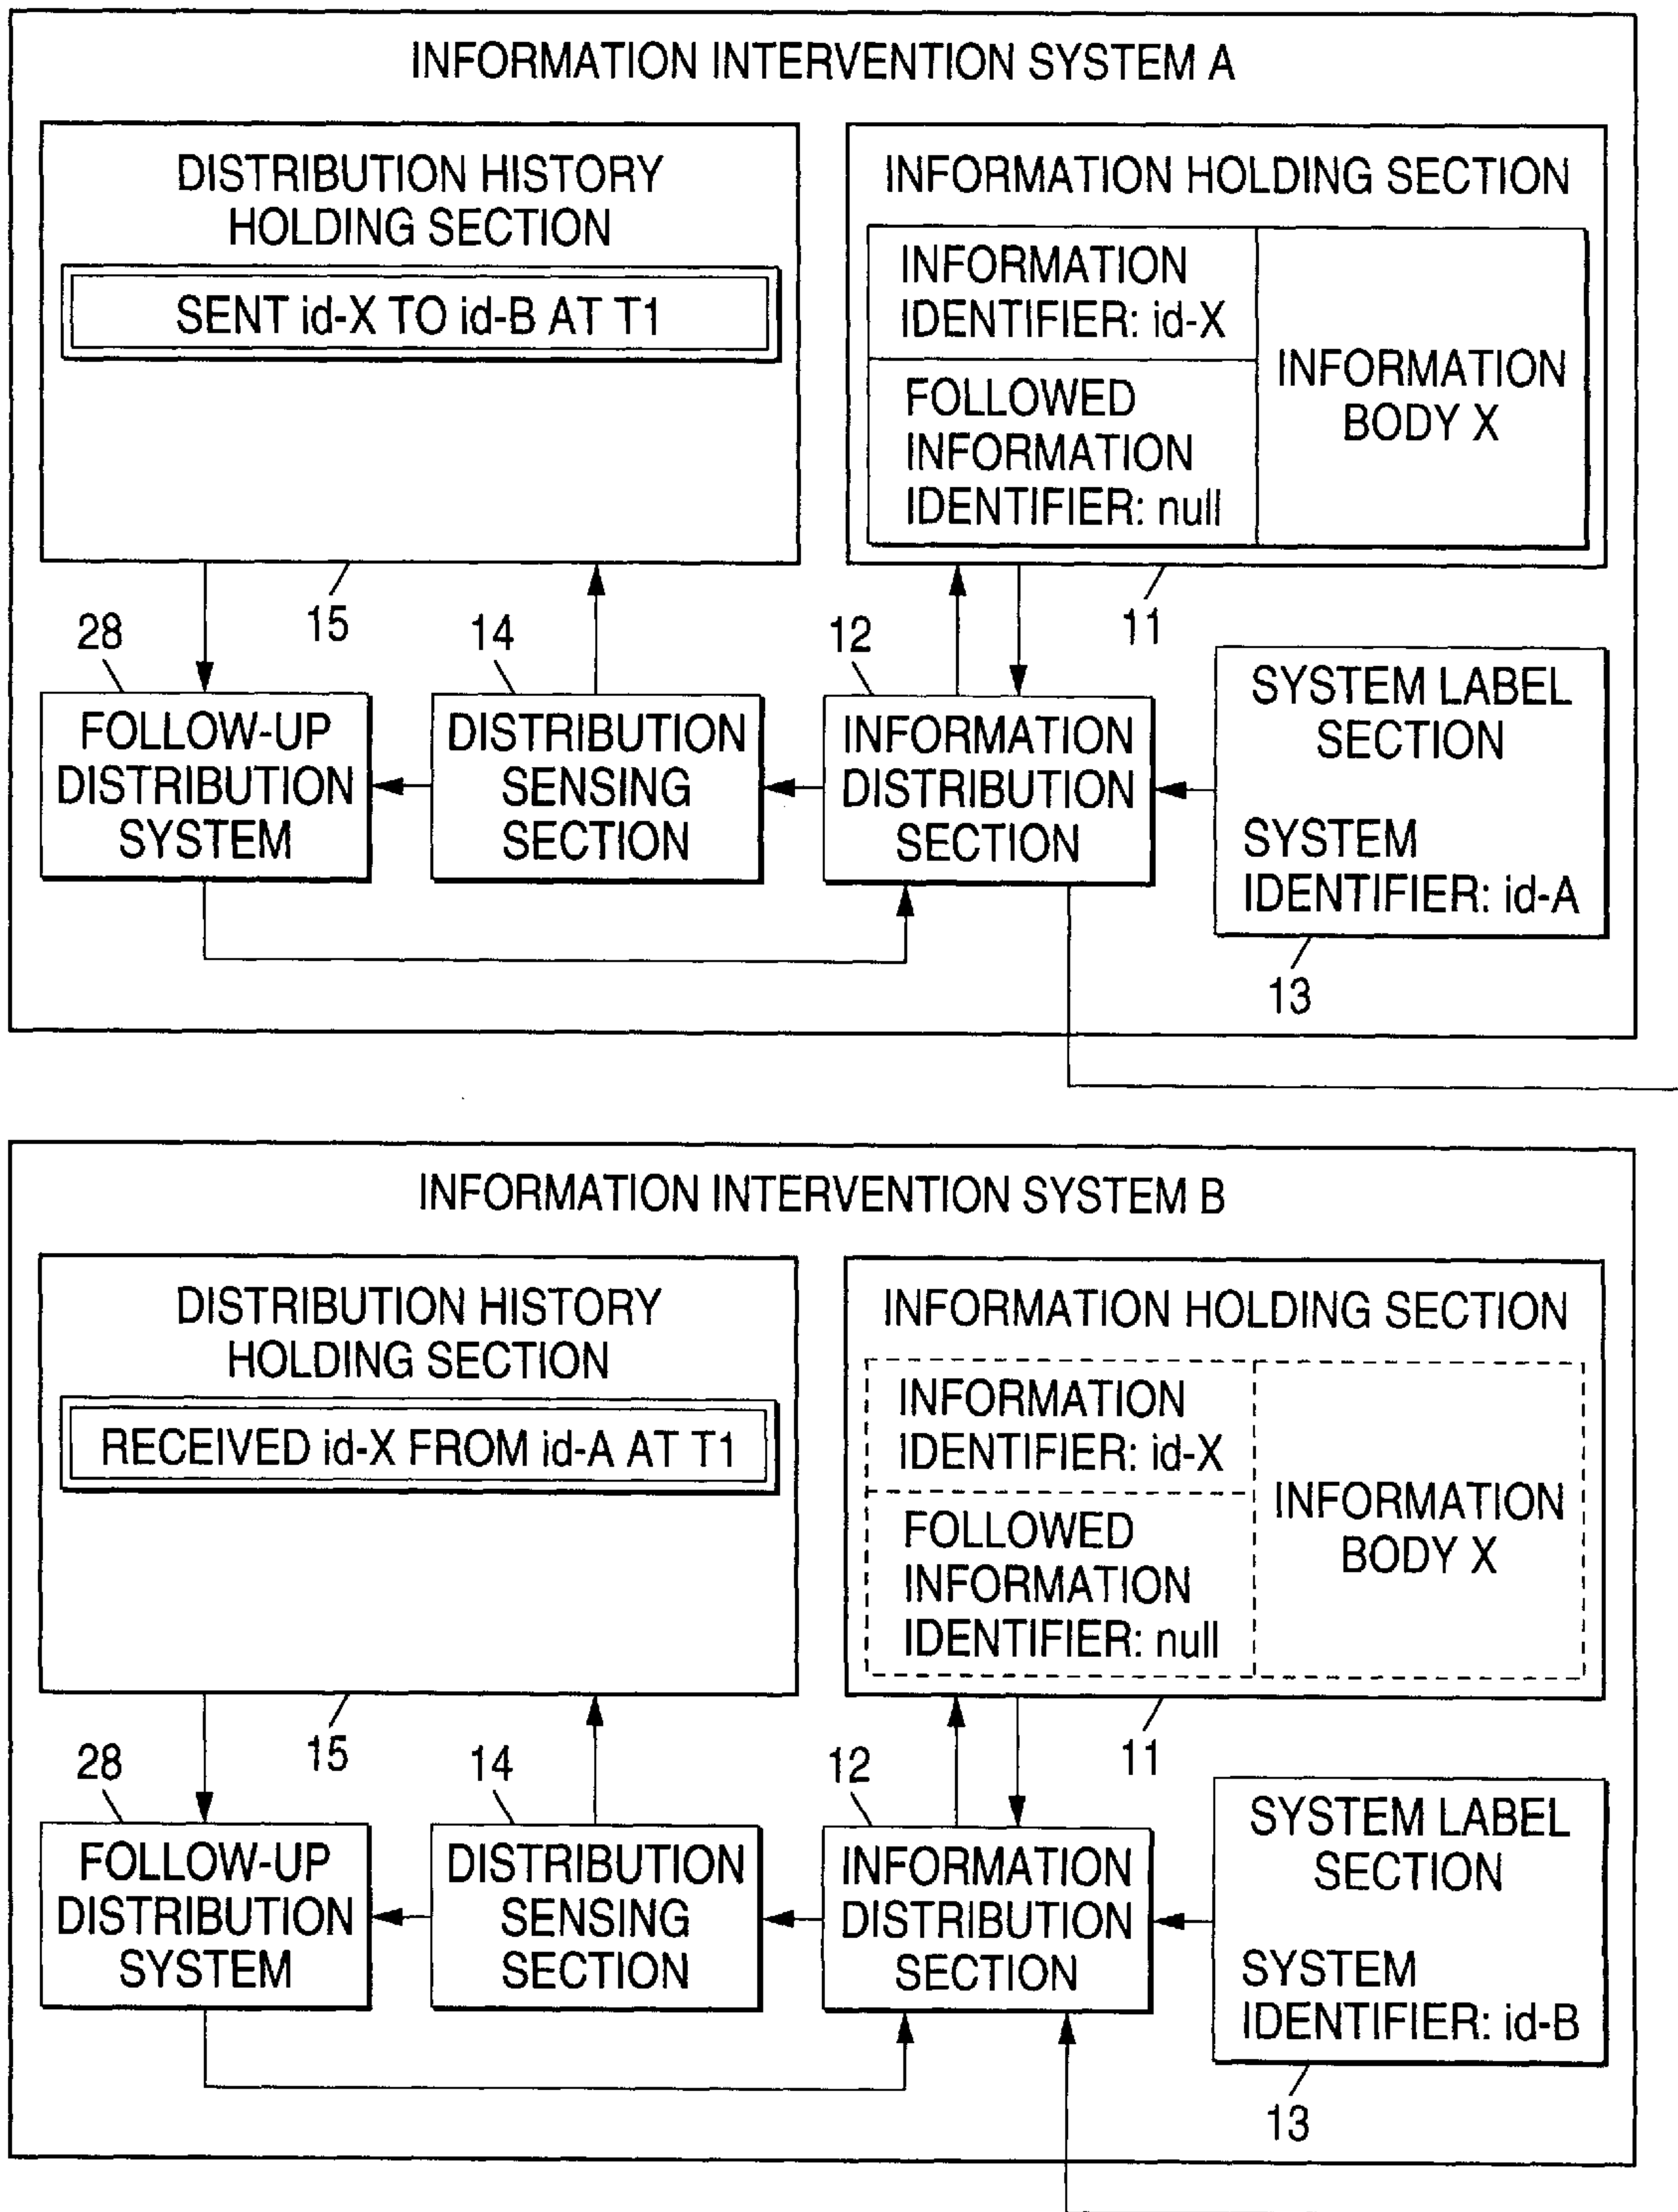 INFORMATION INTERVENTION SYSTEM A
DISTRIBUTION HISTORY
HOLDING SECTION
SENT id-X TO id-B AT T1
INFORMATION HOLDING SECTION
INFORMATION
IDENTIFIER: id-X
FOLLOWED
INFORMATION
IDENTIFIER: null
INFORMATION
BODY X
15
11
28
14
12
FOLLOW-UP
DISTRIBUTION
SYSTEM
DISTRIBUTION
SENSING
SECTION
INFORMATION
DISTRIBUTION
SECTION
SYSTEM LABEL
SECTION
SYSTEM
IDENTIFIER: id-A
13
INFORMATION INTERVENTION SYSTEM B
DISTRIBUTION HISTORY
HOLDING SECTION
RECEIVED id-X FROM id-A AT T1
INFORMATION HOLDING SECTION
INFORMATION
IDENTIFIER: id-X
FOLLOWED
INFORMATION
IDENTIFIER: null
INFORMATION
BODY X
15
11
28
14
12
FOLLOW-UP
DISTRIBUTION
SYSTEM
DISTRIBUTION
SENSING
SECTION
INFORMATION
DISTRIBUTION
SECTION
SYSTEM LABEL
SECTION
SYSTEM
IDENTIFIER: id-B
13